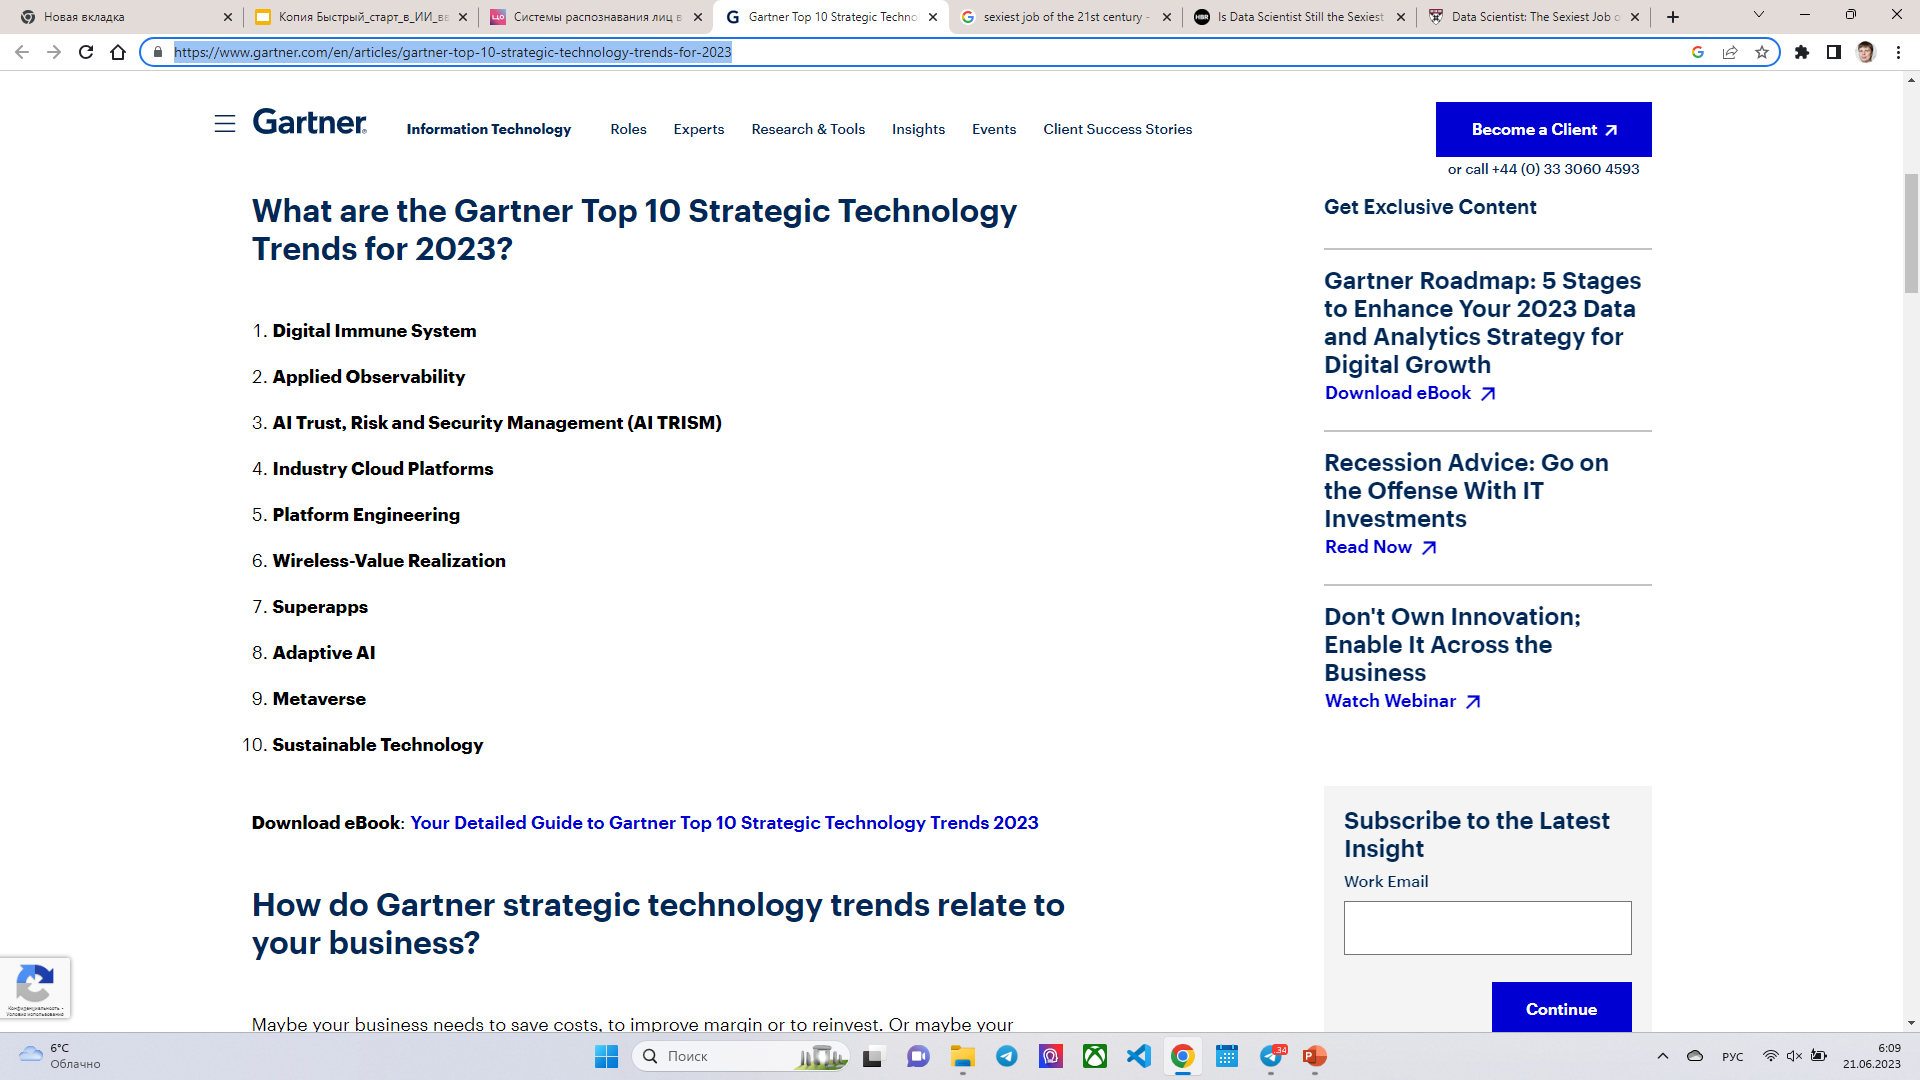 Новая вкладка
Копия Быстрый_старт_в_ИИ_вв
Системы распознавания лиц в
Gartner Top 10 Strategic Technol
sexiest job of the 21st century -
Is Data Scientist Still the Sexiest
Data Scientist: The Sexiest Job o
https://www.gartner.com/en/articles/gartner-top-10-strategic-technology-trends-for-2023
Gartner
Information Technology
Roles
Experts
Research & Tools
Insights
Events
Client Success Stories
Become a Client
or call +44 (0) 33 3060 4593
What are the Gartner Top 10 Strategic Technology
Trends for 2023?
1. Digital Immune System
2. Applied Observability
3. AI Trust, Risk and Security Management (AI TRISM)
4. Industry Cloud Platforms
5. Platform Engineering
6. Wireless-Value Realization
7. Superapps
8. Adaptive AI
9. Metaverse
10. Sustainable Technology
Download eBook: Your Detailed Guide to Gartner Top 10 Strategic Technology Trends 2023
How do Gartner strategic technology trends relate to
your business?
Maybe your business needs to save costs, to improve margin or to reinvest. Or maybe your
Get Exclusive Content
Gartner Roadmap: 5 Stages
to Enhance Your 2023 Data
and Analytics Strategy for
Digital Growth
Download eBook
Recession Advice: Go on
the Offense With IT
Investments
Read Now
Don't Own Innovation;
Enable It Across the
Business
Watch Webinar
Subscribe to the Latest
Insight
Work Email
Continue
Конфиденциальность -
Условия использования
6°C
Облачно
Поиск
34
РУС
6:09
21.06.2023